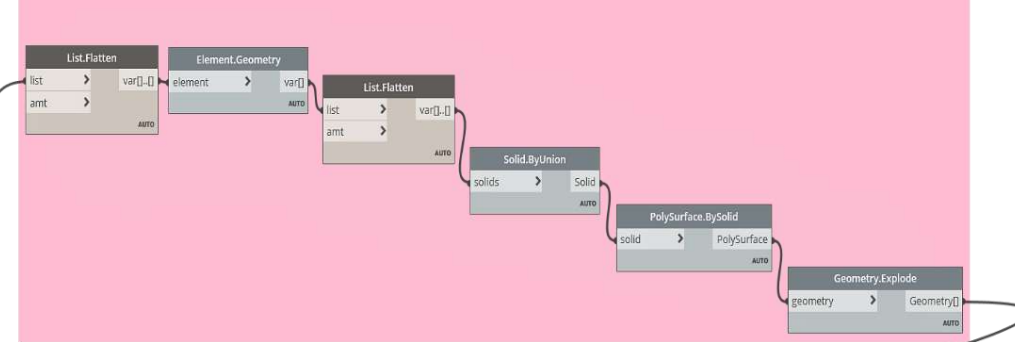 List.Flatten
list > var[]..[]
amt >
AUTO
Element.Geometry
element > var[]
AUTO
List.Flatten
list > var[]..[]
amt >
AUTO
Solid.ByUnion
solids > Solid
AUTO
PolySurface.BySolid
solid > PolySurface
AUTO
Geometry.Explode
geometry > Geometry[]
AUTO